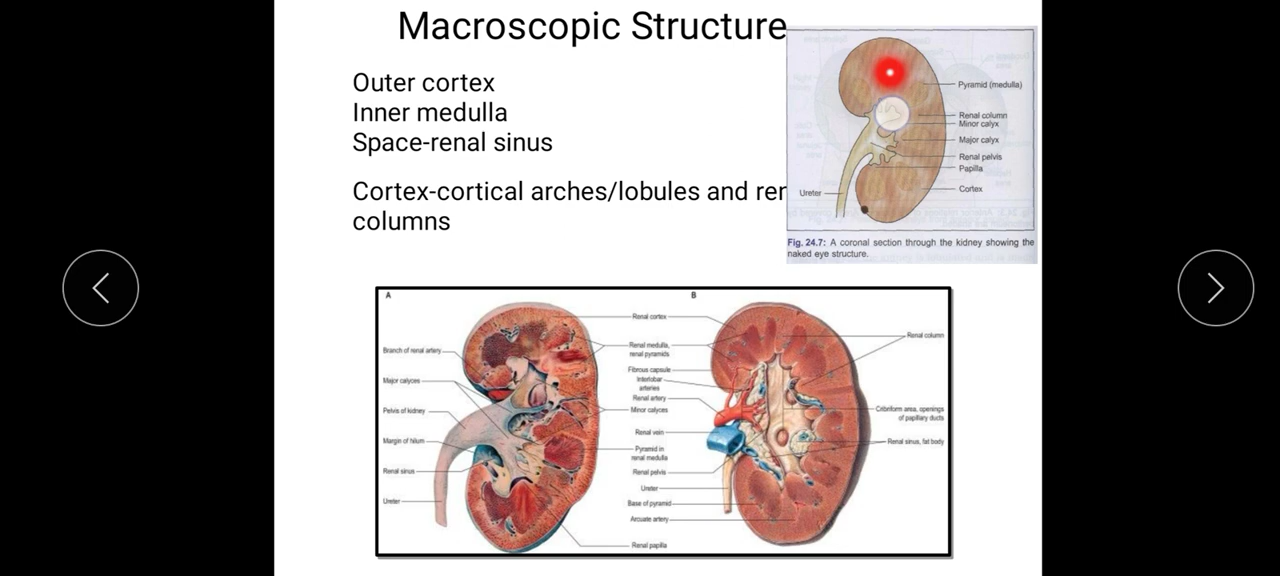 Macroscopic Structure
Outer cortex
Inner medulla
Space-renal sinus
Cortex-cortical arches/lobules and rer
columns
Pyramid (medulla)
Renal column
Minor calyx
Major calyx
Renal pelvis
Papilla
Cortex
Ureter
Fig. 24.7: A coronal section through the kidney showing the
naked eye structure.
A
B
Branch of renal artery
Major calyces
Pelvis of kidney
Margin of hilum
Renal sinus
Ureter
Renal cortex
Renal medulla,
renal pyramids
Fibrous capsule
Interlobar
arteries
Renal artery
Minor calyces
Renal vein
Pyramid in
renal medulla
Renal pelvis
Ureter
Base of pyramid
Arcuate artery
Renal papilla
Renal column
Cribriform area, openings
of papillary ducts
Renal sinus, fat body